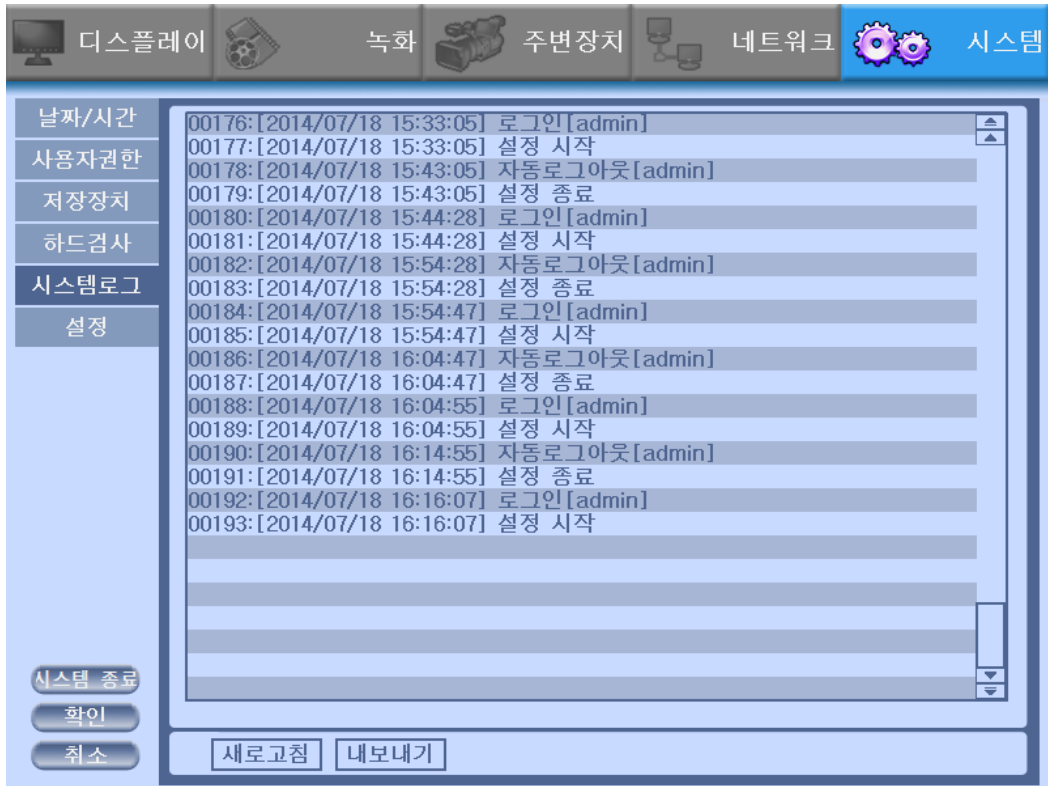 디스플레이 녹화 주변장치 네트워크 시스템
날짜/시간
사용자권한
저장장치
하드검사
시스템로그
설정
00176:[2014/07/18 15:33:05] 로그인[admin]
00177:[2014/07/18 15:33:05] 설정 시작
00178:[2014/07/18 15:43:05] 자동로그아웃[admin]
00179:[2014/07/18 15:43:05] 설정 종료
00180:[2014/07/18 15:44:28] 로그인[admin]
00181:[2014/07/18 15:44:28] 설정 시작
00182:[2014/07/18 15:54:28] 자동로그아웃[admin]
00183:[2014/07/18 15:54:28] 설정 종료
00184:[2014/07/18 15:54:47] 로그인[admin]
00185:[2014/07/18 15:54:47] 설정 시작
00186:[2014/07/18 16:04:47] 자동로그아웃[admin]
00187:[2014/07/18 16:04:47] 설정 종료
00188:[2014/07/18 16:04:55] 로그인[admin]
00189:[2014/07/18 16:04:55] 설정 시작
00190:[2014/07/18 16:14:55] 자동로그아웃[admin]
00191:[2014/07/18 16:14:55] 설정 종료
00192:[2014/07/18 16:16:07] 로그인[admin]
00193:[2014/07/18 16:16:07] 설정 시작
시스템 종료
확인
취소
새로고침 내보내기